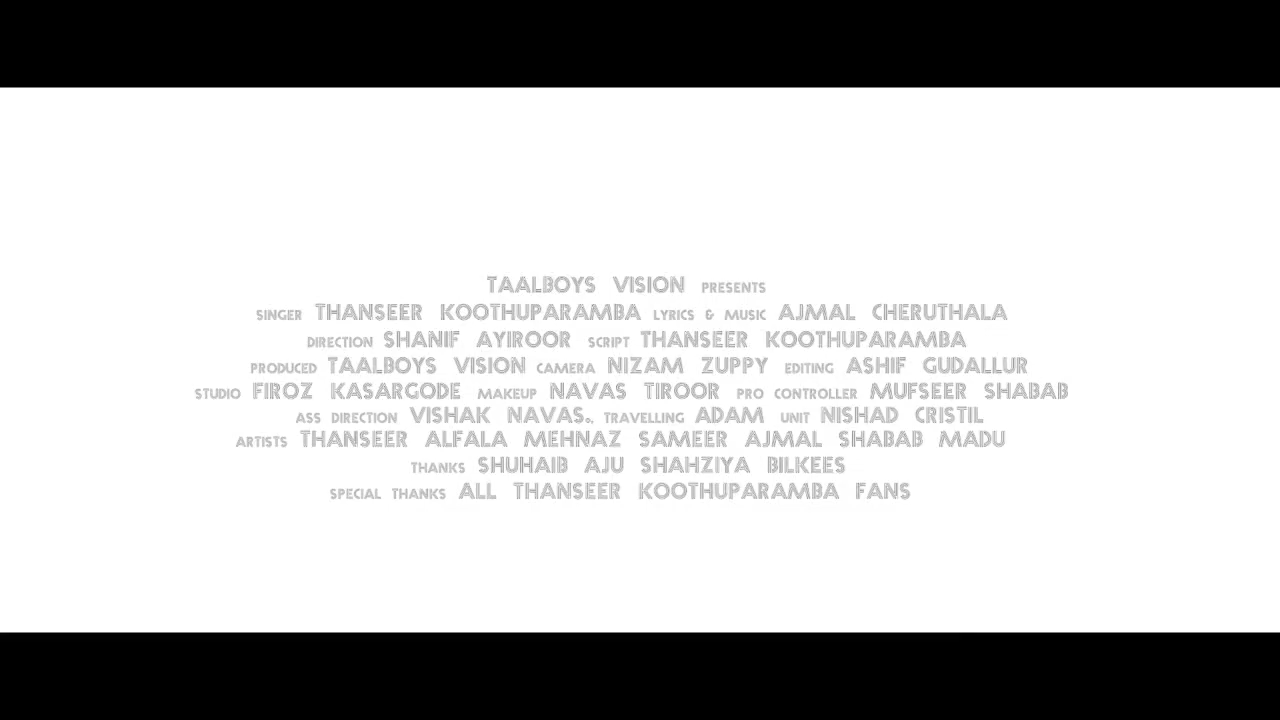 TAALBOYS VISION PRESENTS
SINGER THANSEER KOOTHUPARAMBA LYRICS & MUSIC AJMAL CHERUTHALA
DIRECTION SHANIF AYIROOR SCRIPT THANSEER KOOTHUPARAMBA
PRODUCED TAALBOYS VISION CAMERA NIZAM ZUPPY EDITING ASHIF GUDALLUR
STUDIO FIROZ KASARGODE MAKEUP NAVAS TIROOR PRO CONTROLLER MUFSEER SHABAB
ASS DIRECTION VISHAK NAVAS., TRAVELLING ADAM UNIT NISHAD CRISTIL
ARTISTS THANSEER ALFALA MEHNAZ SAMEER AJMAL SHABAB MADU
THANKS SHUHAIB AJU SHAHZIYA BILKEES
SPECIAL THANKS ALL THANSEER KOOTHUPARAMBA FANS